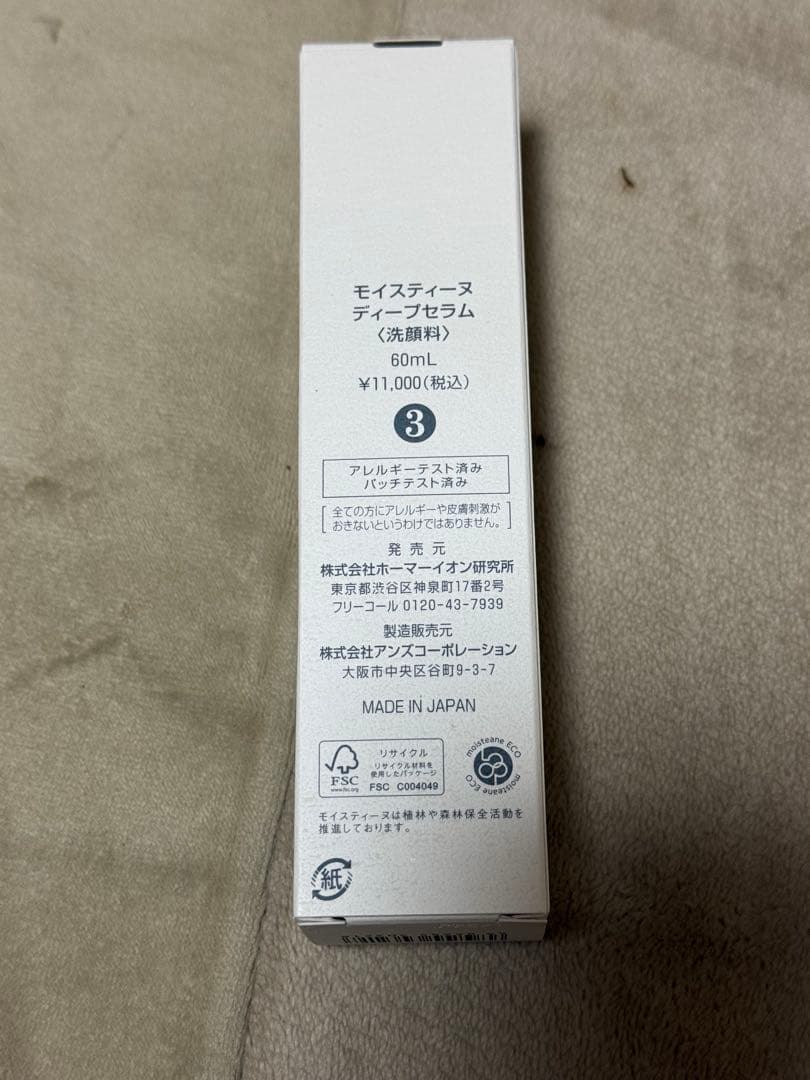 モイスティーヌ
ディープセラム
〈洗顔料〉
60mL
¥11,000(税込)
3
アレルギーテスト済み
パッチテスト済み
全ての方にアレルギーや皮膚刺激が
おきないというわけではありません。
発売元
株式会社ホーマーイオン研究所
東京都渋谷区神泉町17番2号
フリーコール 0120-43-7939
製造販売元
株式会社アンズコーポレーション
大阪市中央区谷町9-3-7
MADE IN JAPAN
FSC
www.fsc.org
リサイクル
リサイクル材料を
使用したパッケージ
FSC C004049
moisteane ECO
moisteane ECO
モイスティーヌは植林や森林保全活動を
推進しております。
紙